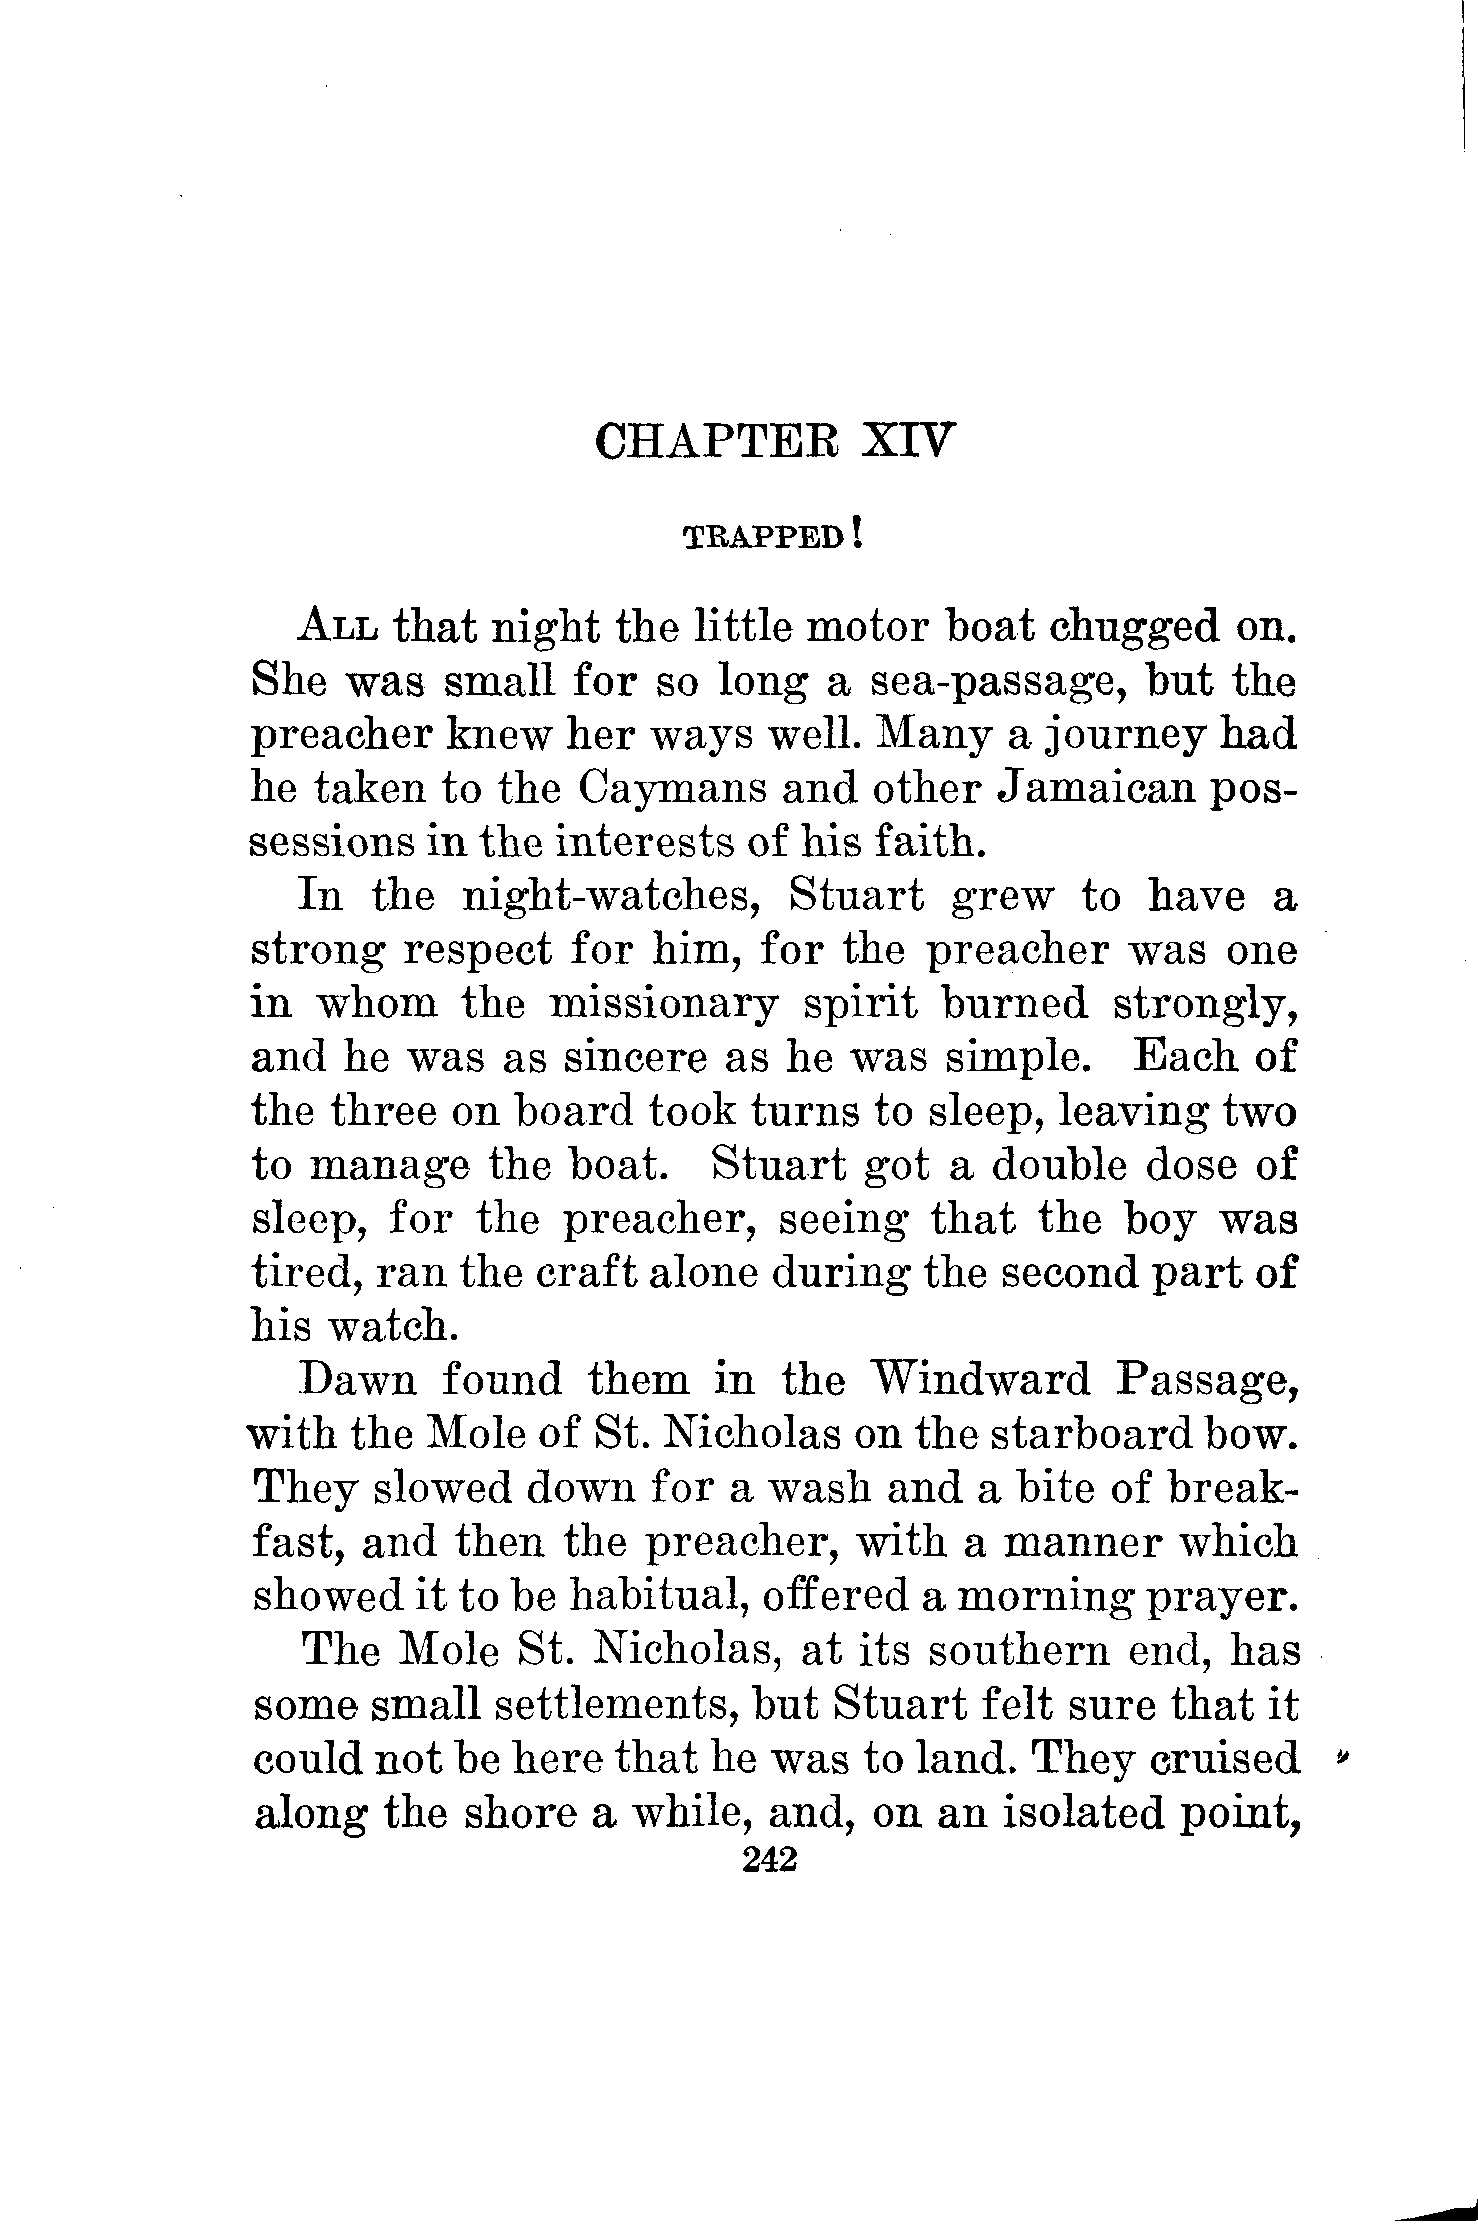 CHAPTER XIV
TRAPPED!
ALL that night the little motor boat chugged on.
She was small for so long a sea-passage, but the
preacher knew her ways well. Many a journey had
he taken to the Caymans and other Jamaican pos-
sessions in the interests of his faith.
In the night-watches, Stuart grew to have a
strong respect for him, for the preacher was one
in whom the missionary spirit burned strongly,
and he was as sincere as he was simple. Each of
the three on board took turns to sleep, leaving two
to manage the boat. Stuart got a double dose of
sleep, for the preacher, seeing that the boy was
tired, ran the craft alone during the second part of
his watch.
Dawn found them in the Windward Passage,
with the Mole of St. Nicholas on the starboard bow.
They slowed down for a wash and a bite of break-
fast, and then the preacher, with a manner which
showed it to be habitual, offered a morning prayer.
The Mole St. Nicholas, at its southern end, has
some small settlements, but Stuart felt sure that it
could not be here that he was to land. They cruised
along the shore a while, and, on an isolated point,
242